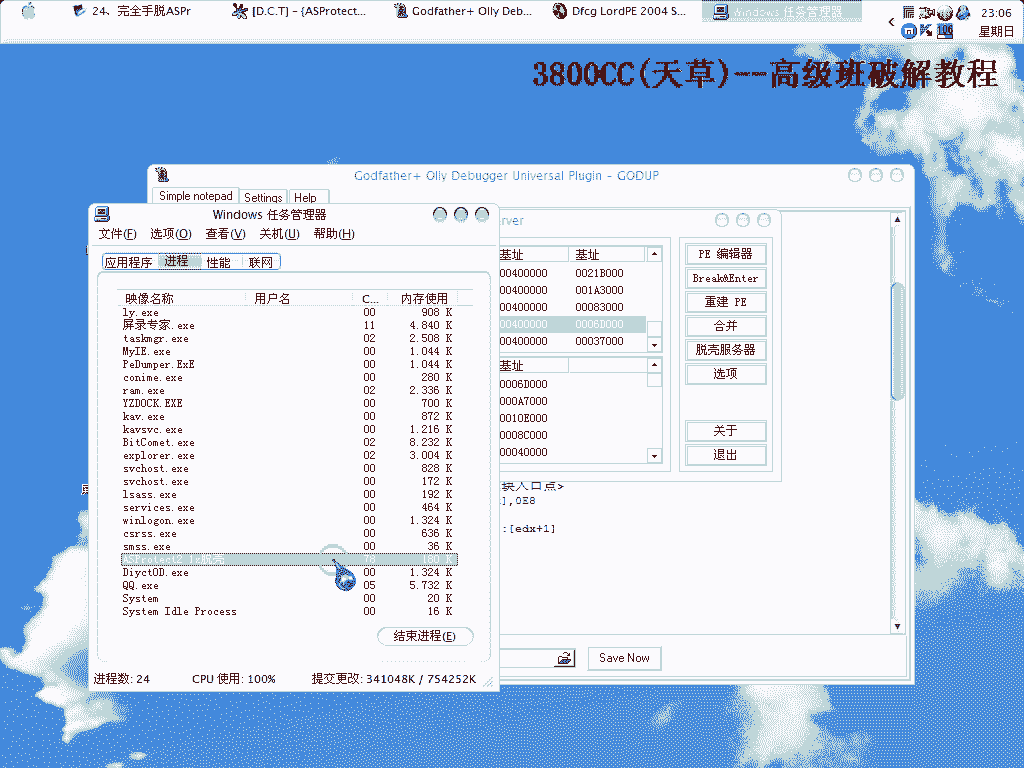 24、完全手脱ASPr
[D.C.T] - {ASProtect...
Godfather+ Olly Deb...
Dfcg LordPE 2004 S...
Windows 任务管理器
23:06
106
星期日
3800CC(天草)--高级班破解教程
Godfather+ Olly Debugger Universal Plugin - GODUP
Simple notepad
Settings
Help
Windows 任务管理器
文件(F) 选项(O) 查看(V) 关机(U) 帮助(H)
应用程序 进程 性能 联网
映像名称 用户名 C... 内存使用
ly.exe 00 908 K
屏录专家.exe 11 4.840 K
taskmgr.exe 02 2.508 K
MyIE.exe 00 1.044 K
PeDumper.ExE 00 1.044 K
conime.exe 00 280 K
ram.exe 02 2.336 K
YZDOCK.EXE 00 700 K
kav.exe 00 872 K
kavsvc.exe 00 1.216 K
BitComet.exe 02 8.232 K
explorer.exe 02 3.004 K
svchost.exe 00 828 K
svchost.exe 00 172 K
lsass.exe 00 192 K
services.exe 00 464 K
winlogon.exe 00 1.324 K
csrss.exe 00 636 K
smss.exe 00 36 K
ASProtect2.1x脱壳 78 180 K
DiyctOD.exe 00 1.324 K
QQ.exe 05 5.732 K
System 00 20 K
System Idle Process 00 16 K
结束进程(E)
进程数: 24 CPU 使用: 100% 提交更改: 341048K / 754252K
rver
基址 基址
00400000 0021B000
00400000 001A3000
00400000 00083000
00400000 0006D000
00400000 00037000
基址
0006D000
000A7000
0010E000
0008C000
00040000
PE 编辑器
Break&Enter
重建 PE
合并
脱壳服务器
选项
关于
退出
入口点>
],0E8
:[edx+1]
Save Now